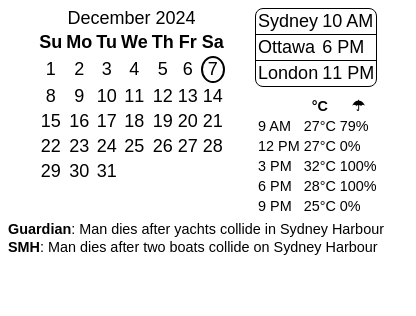 December 2024
Su Mo Tu We Th Fr Sa
1 2 3 4 5 6 7
8 9 10 11 12 13 14
15 16 17 18 19 20 21
22 23 24 25 26 27 28
29 30 31
Sydney 10 AM
Ottawa 6 PM
London 11 PM
°C ☂
9 AM 27°C 79%
12 PM 27°C 0%
3 PM 32°C 100%
6 PM 28°C 100%
9 PM 25°C 0%
Guardian: Man dies after yachts collide in Sydney Harbour
SMH: Man dies after two boats collide on Sydney Harbour